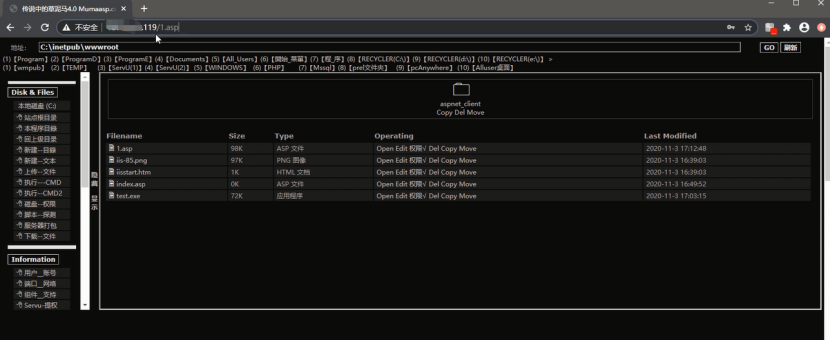 传说中的草泥马4.0 Mumaasp.c
不安全
.119/1.asp
地址:
C:\inetpub\wwwroot
GO 刷新
(1)【Program】(2)【ProgramD】(3)【ProgramE】(4)【Documents】(5)【All_Users】(6)【開始_菜單】(7)【程_序】(8)【RECYCLER(C:\)】(9)【RECYCLER(d:\)】(10)【RECYCLER(e:\)】 >
(1)【wmpub】 (2)【TEMP】 (3)【ServU(1)】(4)【ServU(2)】 (5)【WINDOWS】 (6)【PHP】 (7)【Mssql】(8)【prel文件夹】 (9)【pcAnywhere】 (10)【Alluser桌面】
Disk & Files
本地磁盘 (C:)
站点根目录
本程序目录
回上级目录
新建--目錄
新建--文本
上传--文件
执行---CMD
执行--CMD2
磁盘--权限
脚本--探测
服务器打包
下载--文件
Information
用户__账号
端口__网络
组件__支持
Servu-提权
隐
藏
显
示
aspnet_client
Copy Del Move
Filename Size Type Operating Last Modified
1.asp 98K ASP 文件 Open Edit 权限√ Del Copy Move 2020-11-3 17:12:48
iis-85.png 97K PNG 图像 Open Edit 权限√ Del Copy Move 2020-11-3 16:39:03
iisstart.htm 1K HTML 文档 Open Edit 权限√ Del Copy Move 2020-11-3 16:39:03
index.asp 0K ASP 文件 Open Edit 权限√ Del Copy Move 2020-11-3 16:49:52
test.exe 72K 应用程序 Open Edit 权限√ Del Copy Move 2020-11-3 17:03:15